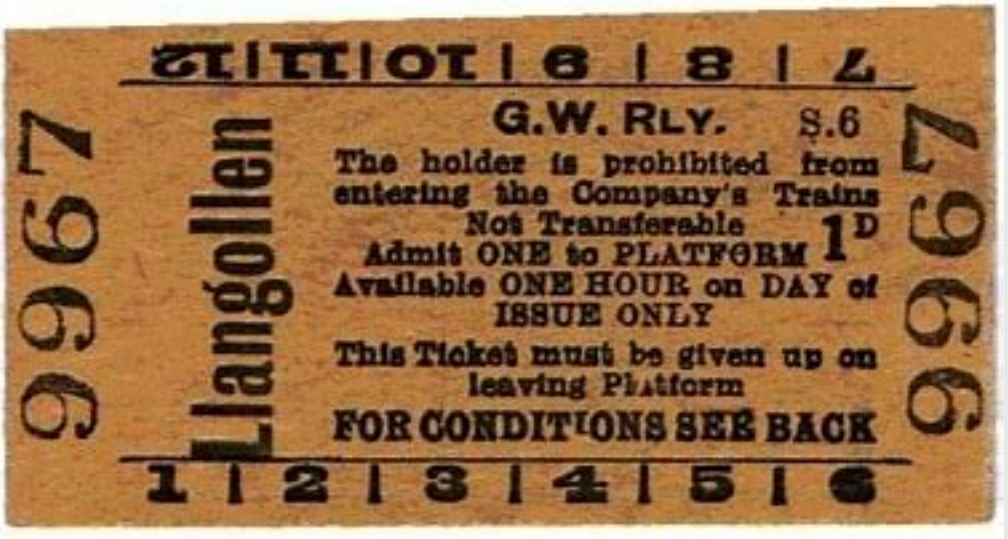 12 | 11 | 10 | 9 | 8 | 7
9967
Llangollen
G.W. RLY. S.6
The holder is prohibited from
entering the Company's Trains
Not Transferable
Admit ONE to PLATFORM 1D
Available ONE HOUR on DAY of
ISSUE ONLY
This Ticket must be given up on
leaving Platform
FOR CONDITIONS SEE BACK
9967
1 | 2 | 3 | 4 | 5 | 6